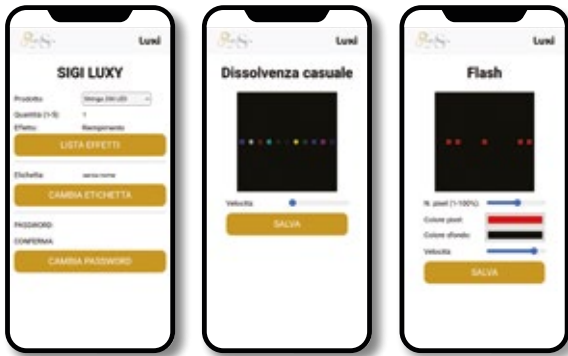 Luxi
SIGI LUXY
Prodotto:
Stringa 200 LED
Quantità (1-5): 1
Effetto: Riempimento
LISTA EFFETTI
Etichetta: senza nome
CAMBIA ETICHETTA
PASSWORD
CONFERMA
CAMBIA PASSWORD
Luxi
Dissolvenza casuale
Velocità:
SALVA
Luxi
Flash
N. pixel (1-100%):
Colore pixel:
Colore sfondo:
Velocità:
SALVA